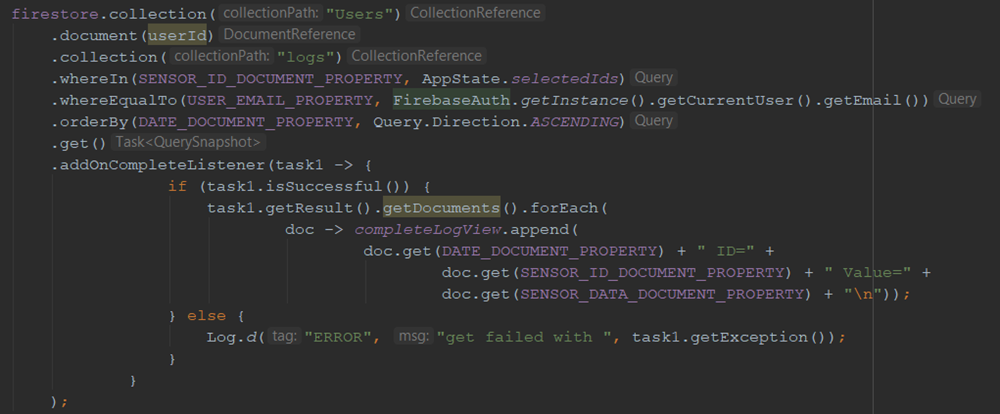 firestore.collection( collectionPath: "Users") CollectionReference
.document(userId) DocumentReference
.collection( collectionPath: "logs") CollectionReference
.whereIn(SENSOR_ID_DOCUMENT_PROPERTY, AppState.selectedIds) Query
.whereEqualTo(USER_EMAIL_PROPERTY, FirebaseAuth.getInstance().getCurrentUser().getEmail()) Query
.orderBy(DATE_DOCUMENT_PROPERTY, Query.Direction.ASCENDING) Query
.get() Task<QuerySnapshot>
.addOnCompleteListener(task1 -> {
if (task1.isSuccessful()) {
task1.getResult().getDocuments().forEach(
doc -> completeLogView.append(
doc.get(DATE_DOCUMENT_PROPERTY) + " ID=" +
doc.get(SENSOR_ID_DOCUMENT_PROPERTY) + " Value=" +
doc.get(SENSOR_DATA_DOCUMENT_PROPERTY) + "\n"));
} else {
Log.d( tag: "ERROR", msg: "get failed with ", task1.getException());
}
}
);